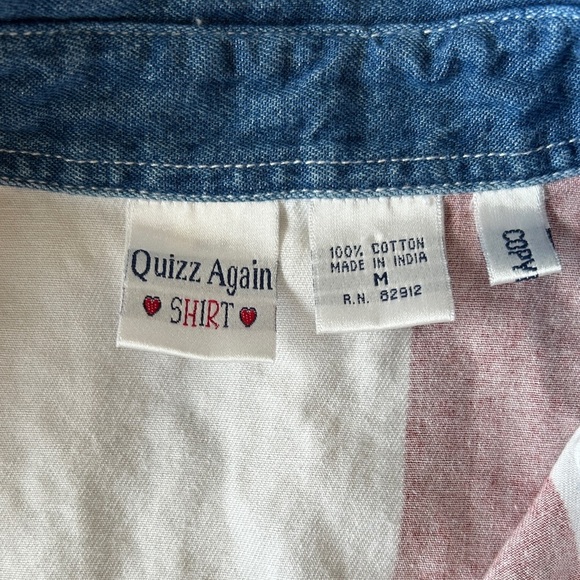 Quizz Again
SHIRT
100% COTTON
MADE IN INDIA
M
R.N. 82912
COPY